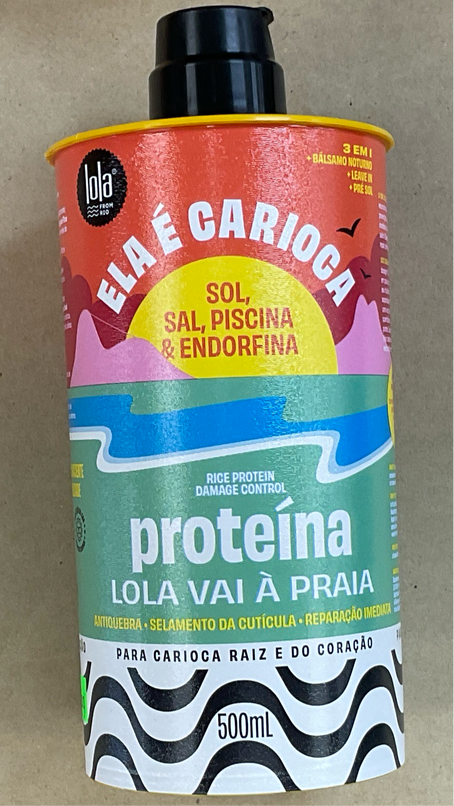 lola
FROM
RIO
3 EM 1
• BÁLSAMO NOTURNO
• LEAVE IN
• PRÉ SOL
ELA É CARIOCA
SOL,
SAL, PISCINA
& ENDORFINA
RICE PROTEIN
DAMAGE CONTROL
proteína
LOLA VAI À PRAIA
ANTIQUEBRA • SELAMENTO DA CUTÍCULA • REPARAÇÃO IMEDIATA
PARA CARIOCA RAIZ E DO CORAÇÃO
500mL